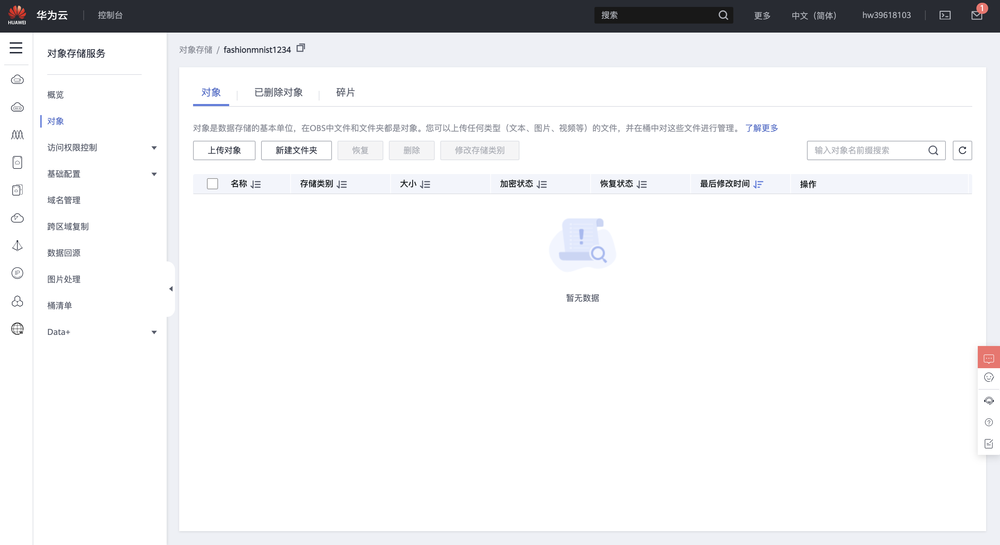 HUAWEI
华为云
控制台
搜索
更多
中文（简体）
hw39618103
1
对象存储服务
概览
对象
访问权限控制
基础配置
域名管理
跨区域复制
数据回源
图片处理
桶清单
Data+
IP
W
对象存储 / fashionmnist1234
对象
已删除对象
碎片
对象是数据存储的基本单位，在OBS中文件和文件夹都是对象。您可以上传任何类型（文本、图片、视频等）的文件，并在桶中对这些文件进行管理。 了解更多
上传对象
新建文件夹
恢复
删除
修改存储类别
输入对象名前缀搜索
名称
存储类别
大小
加密状态
恢复状态
最后修改时间
操作
暂无数据